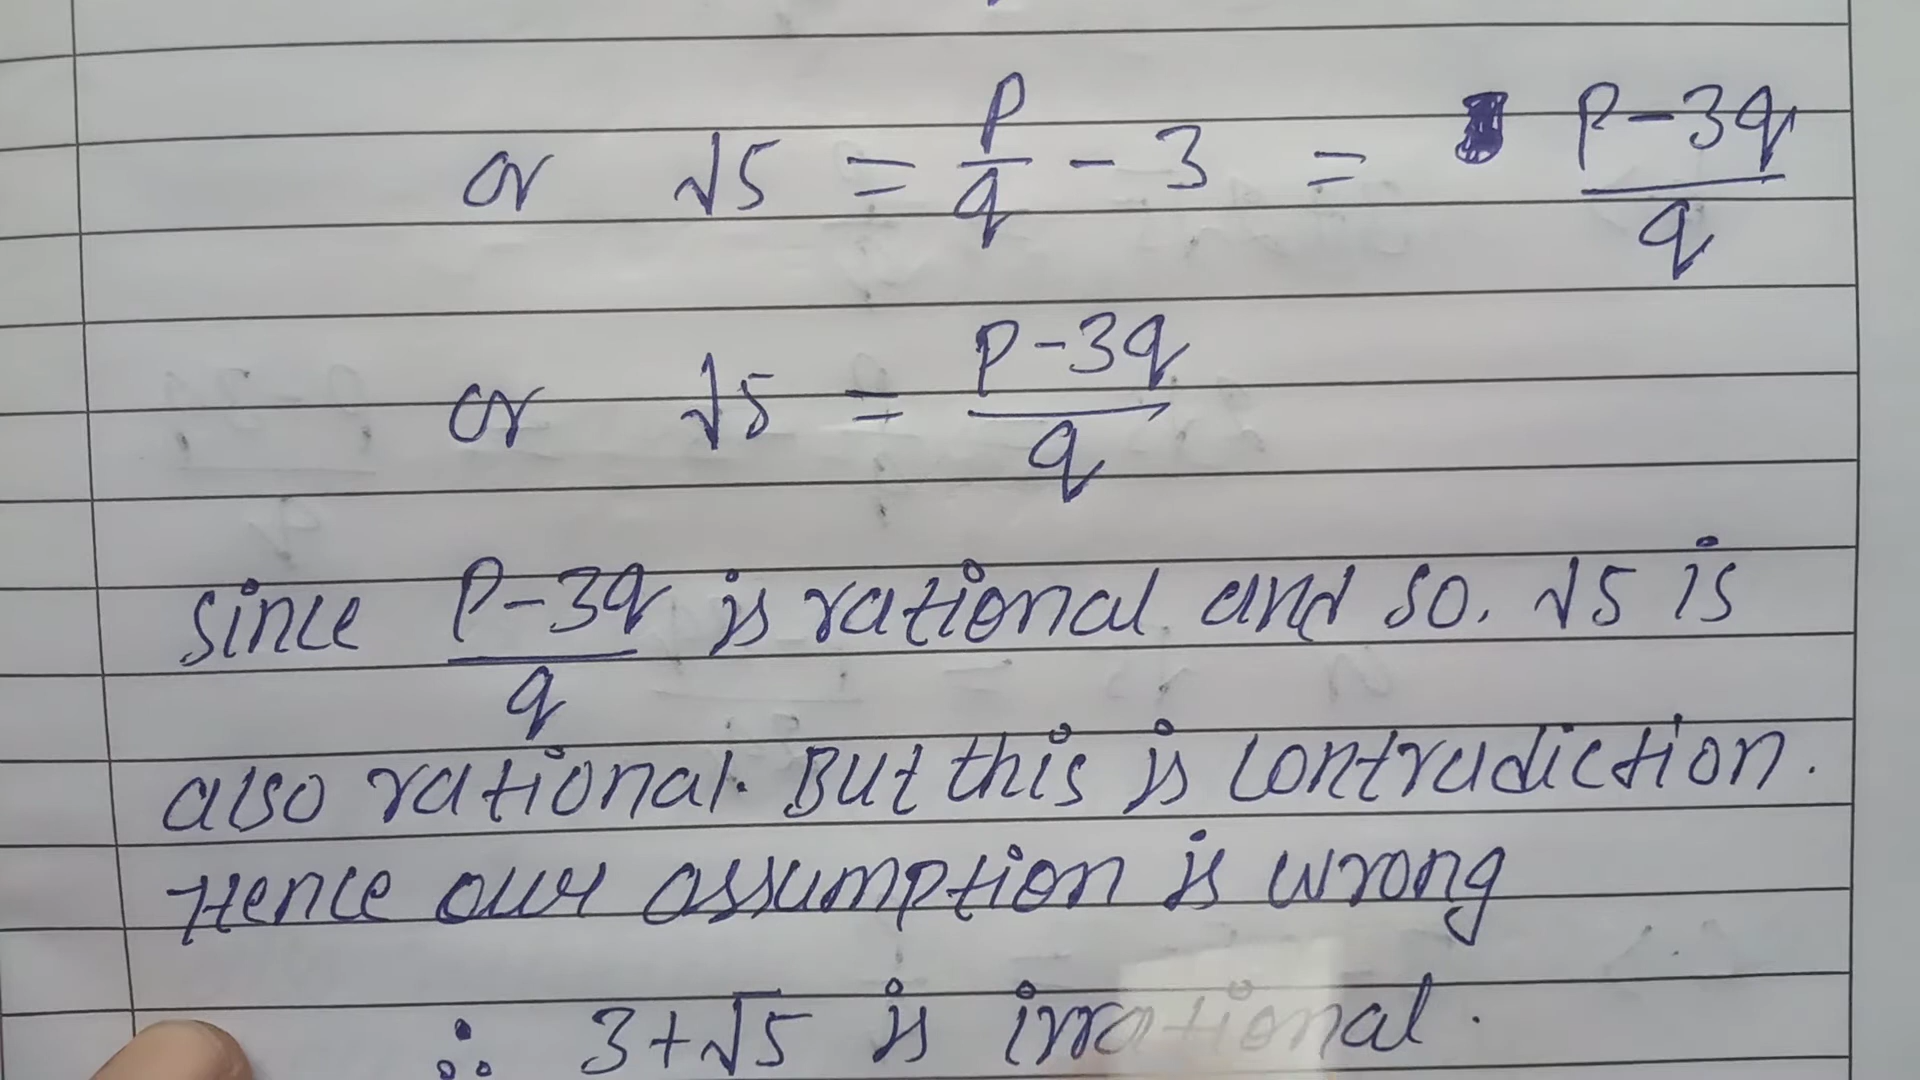 or √5 = p/q - 3 = p-3q/q
or √5 = p-3q/q
since p-3q/q is rational and so. √5 is
also rational. But this is contradiction.
Hence our assumption is wrong
∴ 3+√5 is irrational.